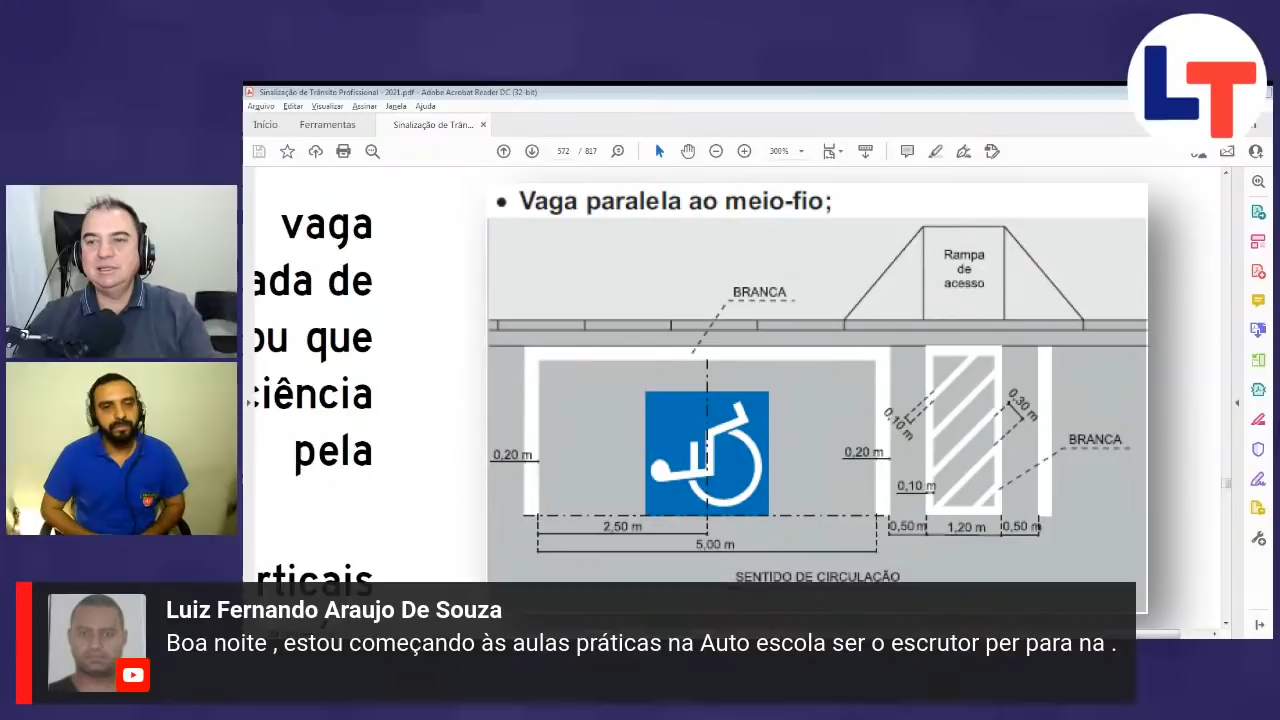 LT
Sinalização de Trânsito Profissional - 2021.pdf - Adobe Acrobat Reader DC (32-bit)
Arquivo Editar Visualizar Assinar Janela Ajuda
Início Ferramentas Sinalização de Trân... ×
572 / 817 300%
vaga
ada de
ou que
ciência
pela
rticais
• Vaga paralela ao meio-fio;
Rampa
de
acesso
BRANCA
0,10 m
0,30 m
BRANCA
0,20 m
0,20 m
0,10 m
2,50 m
0,50 m 1,20 m 0,50 m
5,00 m
SENTIDO DE CIRCULAÇÃO
Luiz Fernando Araujo De Souza
Boa noite , estou começando às aulas práticas na Auto escola ser o escrutor per para na .